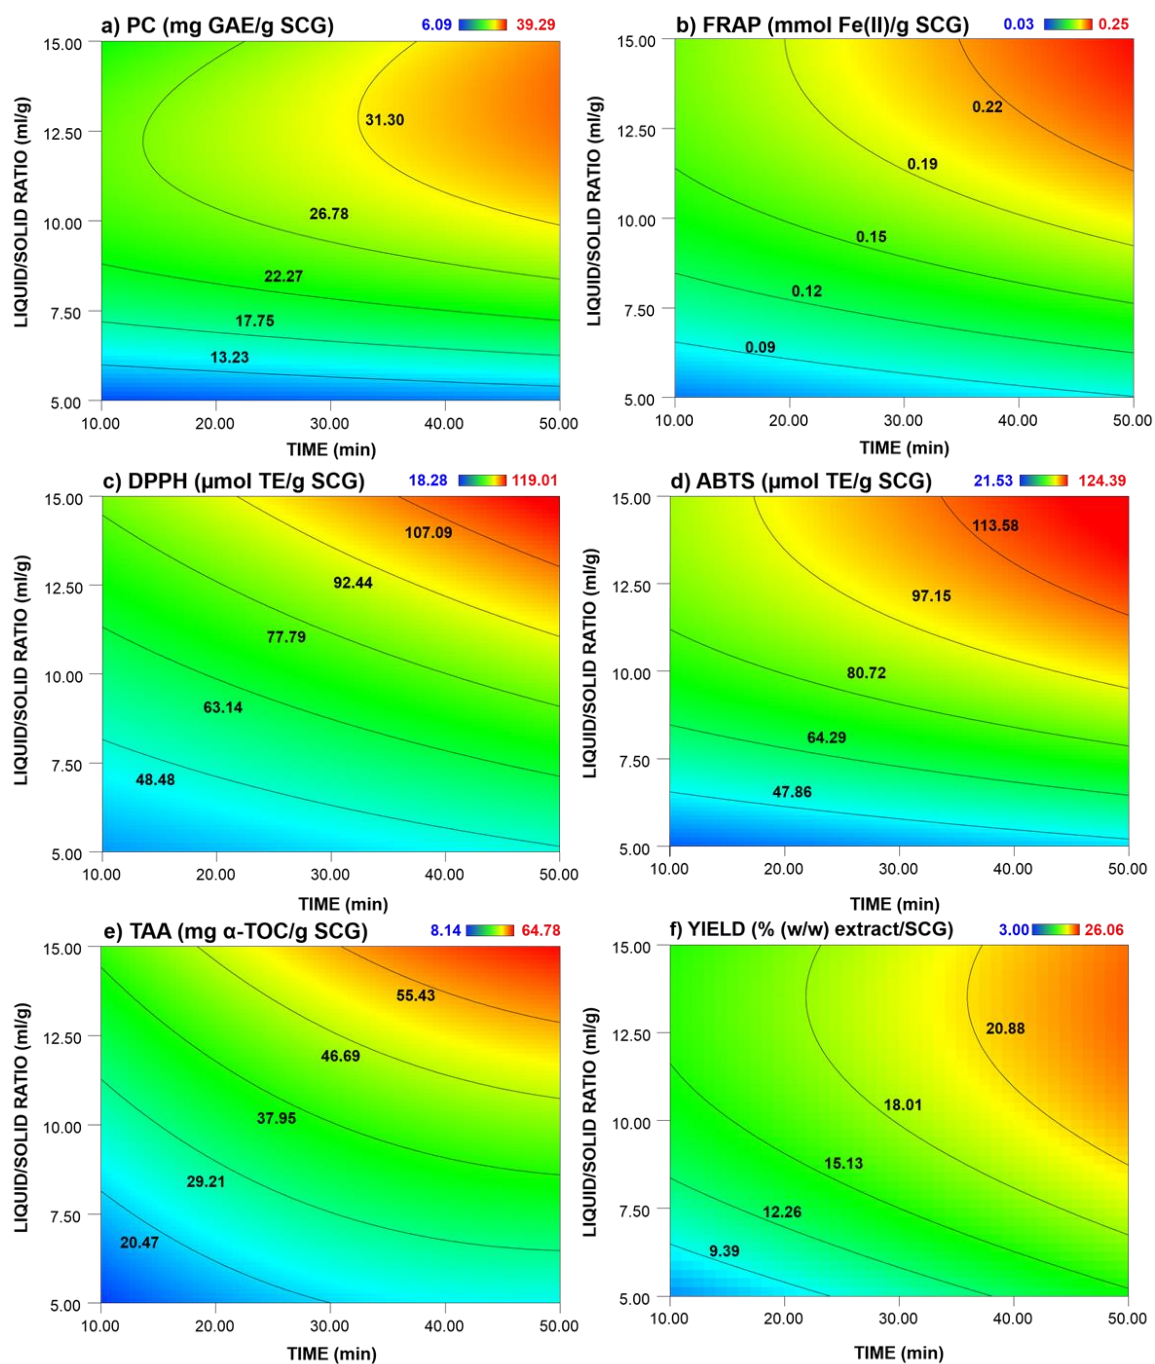 a) PC (mg GAE/g SCG) 6.09 39.29
15.00
12.50
10.00
7.50
5.00
LIQUID/SOLID RATIO (ml/g)
31.30
26.78
22.27
17.75
13.23
10.00 20.00 30.00 40.00 50.00
TIME (min)
b) FRAP (mmol Fe(II)/g SCG) 0.03 0.25
15.00
12.50
10.00
7.50
5.00
LIQUID/SOLID RATIO (ml/g)
0.22
0.19
0.15
0.12
0.09
10.00 20.00 30.00 40.00 50.00
TIME (min)
c) DPPH (µmol TE/g SCG) 18.28 119.01
15.00
12.50
10.00
7.50
5.00
LIQUID/SOLID RATIO (ml/g)
107.09
92.44
77.79
63.14
48.48
10.00 20.00 30.00 40.00 50.00
TIME (min)
d) ABTS (µmol TE/g SCG) 21.53 124.39
15.00
12.50
10.00
7.50
5.00
LIQUID/SOLID RATIO (ml/g)
113.58
97.15
80.72
64.29
47.86
10.00 20.00 30.00 40.00 50.00
TIME (min)
e) TAA (mg α-TOC/g SCG) 8.14 64.78
15.00
12.50
10.00
7.50
5.00
LIQUID/SOLID RATIO (ml/g)
55.43
46.69
37.95
29.21
20.47
10.00 20.00 30.00 40.00 50.00
TIME (min)
f) YIELD (% (w/w) extract/SCG) 3.00 26.06
15.00
12.50
10.00
7.50
5.00
LIQUID/SOLID RATIO (ml/g)
20.88
18.01
15.13
12.26
9.39
10.00 20.00 30.00 40.00 50.00
TIME (min)